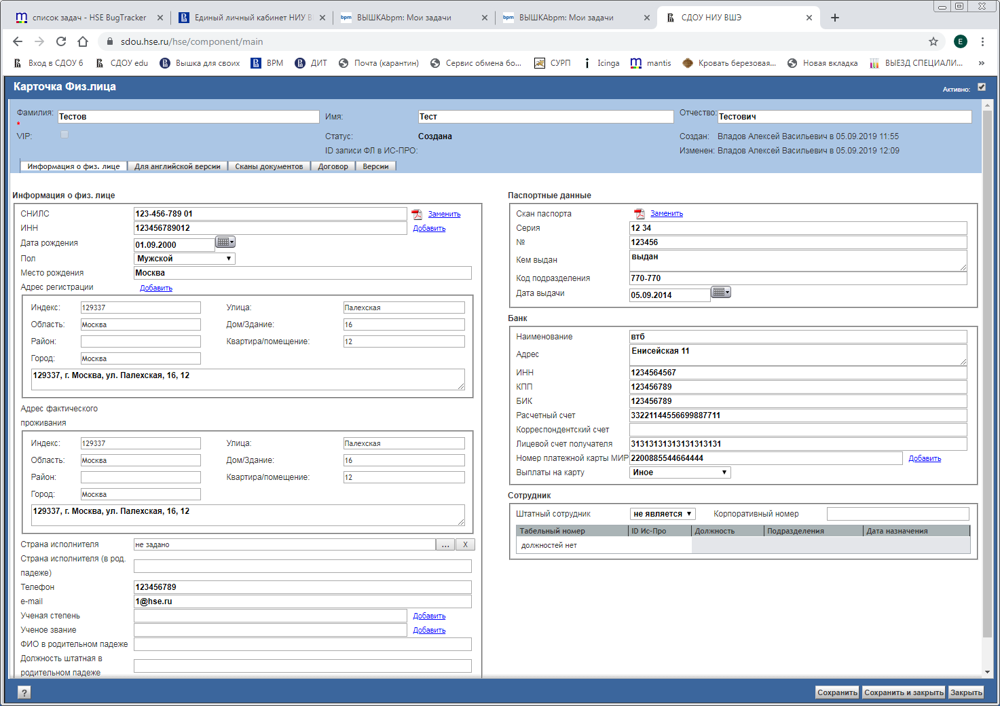 список задач - HSE BugTracker
Единый личный кабинет НИУ В
bpm ВЫШКАbpm: Мои задачи
bpm ВЫШКАbpm: Мои задачи
СДОУ НИУ ВШЭ
sdou.hse.ru/hse/component/main
E
Вход в СДОУ 6
СДОУ edu
Вышка для своих
ВРМ
ДИТ
Почта (карантин)
Сервис обмена бо...
СУРП
Icinga
mantis
Кровать березовая...
Новая вкладка
ВЫЕЗД СПЕЦИАЛИ...
»
Карточка Физ.лица
Активно:
Фамилия: * Тестов
Имя: Тест
Отчество: Тестович
VIP:
Статус: Создана
Создан: Владов Алексей Васильевич в 05.09.2019 11:55
ID записи ФЛ в ИС-ПРО:
Изменен: Владов Алексей Васильевич в 05.09.2019 12:09
Информация о физ. лице
Для английской версии
Сканы документов
Договор
Версии
Информация о физ. лице
СНИЛС 123-456-789 01 Заменить
ИНН 123456789012 Добавить
Дата рождения 01.09.2000
Пол Мужской
Место рождения Москва
Адрес регистрации Добавить
Индекс: 129337 Улица: Палехская
Область: Москва Дом/Здание: 16
Район: Квартира/помещение: 12
Город: Москва
129337, г. Москва, ул. Палехская, 16, 12
Адрес фактического
проживания
Индекс: 129337 Улица: Палехская
Область: Москва Дом/Здание: 16
Район: Квартира/помещение: 12
Город: Москва
129337, г. Москва, ул. Палехская, 16, 12
Страна исполнителя не задано ... X
Страна исполнителя (в род.
падеже)
Телефон 123456789
e-mail 1@hse.ru
Ученая степень Добавить
Ученое звание Добавить
ФИО в родительном падеже
Должность штатная в
родительном падеже
Паспортные данные
Скан паспорта Заменить
Серия 12 34
№ 123456
Кем выдан выдан
Код подразделения 770-770
Дата выдачи 05.09.2014
Банк
Наименование втб
Адрес Енисейская 11
ИНН 1234564567
КПП 123456789
БИК 123456789
Расчетный счет 33221144556699887711
Корреспондентский счет
Лицевой счет получателя 31313131313131313131
Номер платежной карты МИР 2200885544664444 Добавить
Выплаты на карту Иное
Сотрудник
Штатный сотрудник не является Корпоративный номер
Табельный номер ID Ис-Про Должность Подразделения Дата назначения
должностей нет
?
Сохранить
Сохранить и закрыть
Закрыть